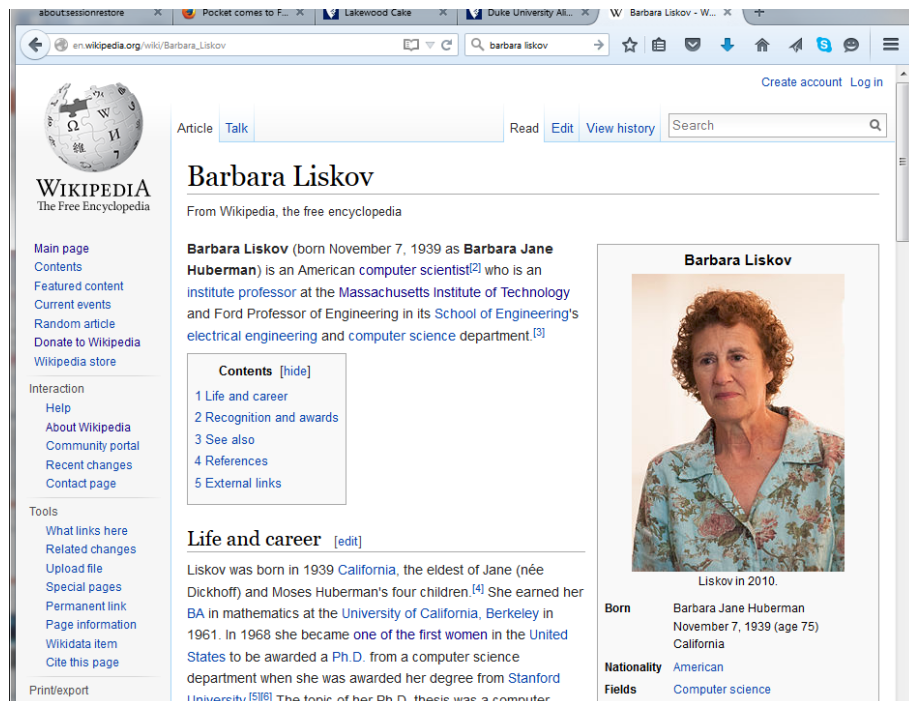 about:sessionrestore
Pocket comes to F...
Lakewood Cake
Duke University Ali...
W Barbara Liskov - W...
en.wikipedia.org/wiki/Barbara_Liskov
barbara liskov
Create account Log in
Article Talk
Read Edit View history
Search
WIKIPEDIA
The Free Encyclopedia
Main page
Contents
Featured content
Current events
Random article
Donate to Wikipedia
Wikipedia store
Interaction
Help
About Wikipedia
Community portal
Recent changes
Contact page
Tools
What links here
Related changes
Upload file
Special pages
Permanent link
Page information
Wikidata item
Cite this page
Print/export
Barbara Liskov
From Wikipedia, the free encyclopedia
Barbara Liskov (born November 7, 1939 as Barbara Jane
Huberman) is an American computer scientist[2] who is an
institute professor at the Massachusetts Institute of Technology
and Ford Professor of Engineering in its School of Engineering's
electrical engineering and computer science department.[3]
Contents [hide]
1 Life and career
2 Recognition and awards
3 See also
4 References
5 External links
Life and career [edit]
Liskov was born in 1939 California, the eldest of Jane (née
Dickhoff) and Moses Huberman's four children.[4] She earned her
BA in mathematics at the University of California, Berkeley in
1961. In 1968 she became one of the first women in the United
States to be awarded a Ph.D. from a computer science
department when she was awarded her degree from Stanford
University.[5][6] The topic of her Ph.D. thesis was a computer
Barbara Liskov
Liskov in 2010.
Born Barbara Jane Huberman
November 7, 1939 (age 75)
California
Nationality American
Fields Computer science